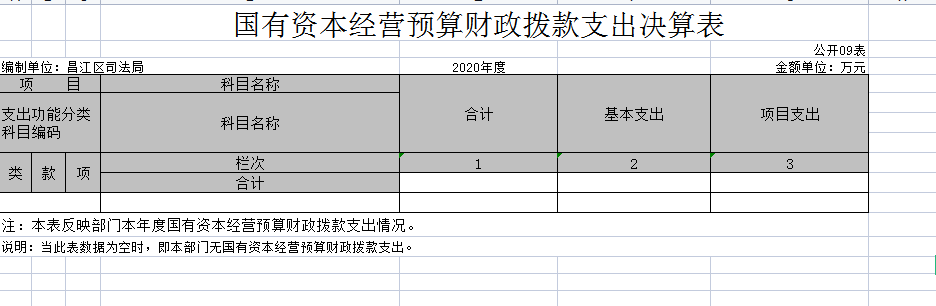 国有资本经营预算财政拨款支出决算表
公开09表
编制单位：昌江区司法局 2020年度 金额单位：万元
项 目 科目名称 合计 基本支出 项目支出
支出功能分类
科目编码
科目名称
类 款 项 栏次 1 2 3
合计
注：本表反映部门本年度国有资本经营预算财政拨款支出情况。
说明：当此表数据为空时，即本部门无国有资本经营预算财政拨款支出。